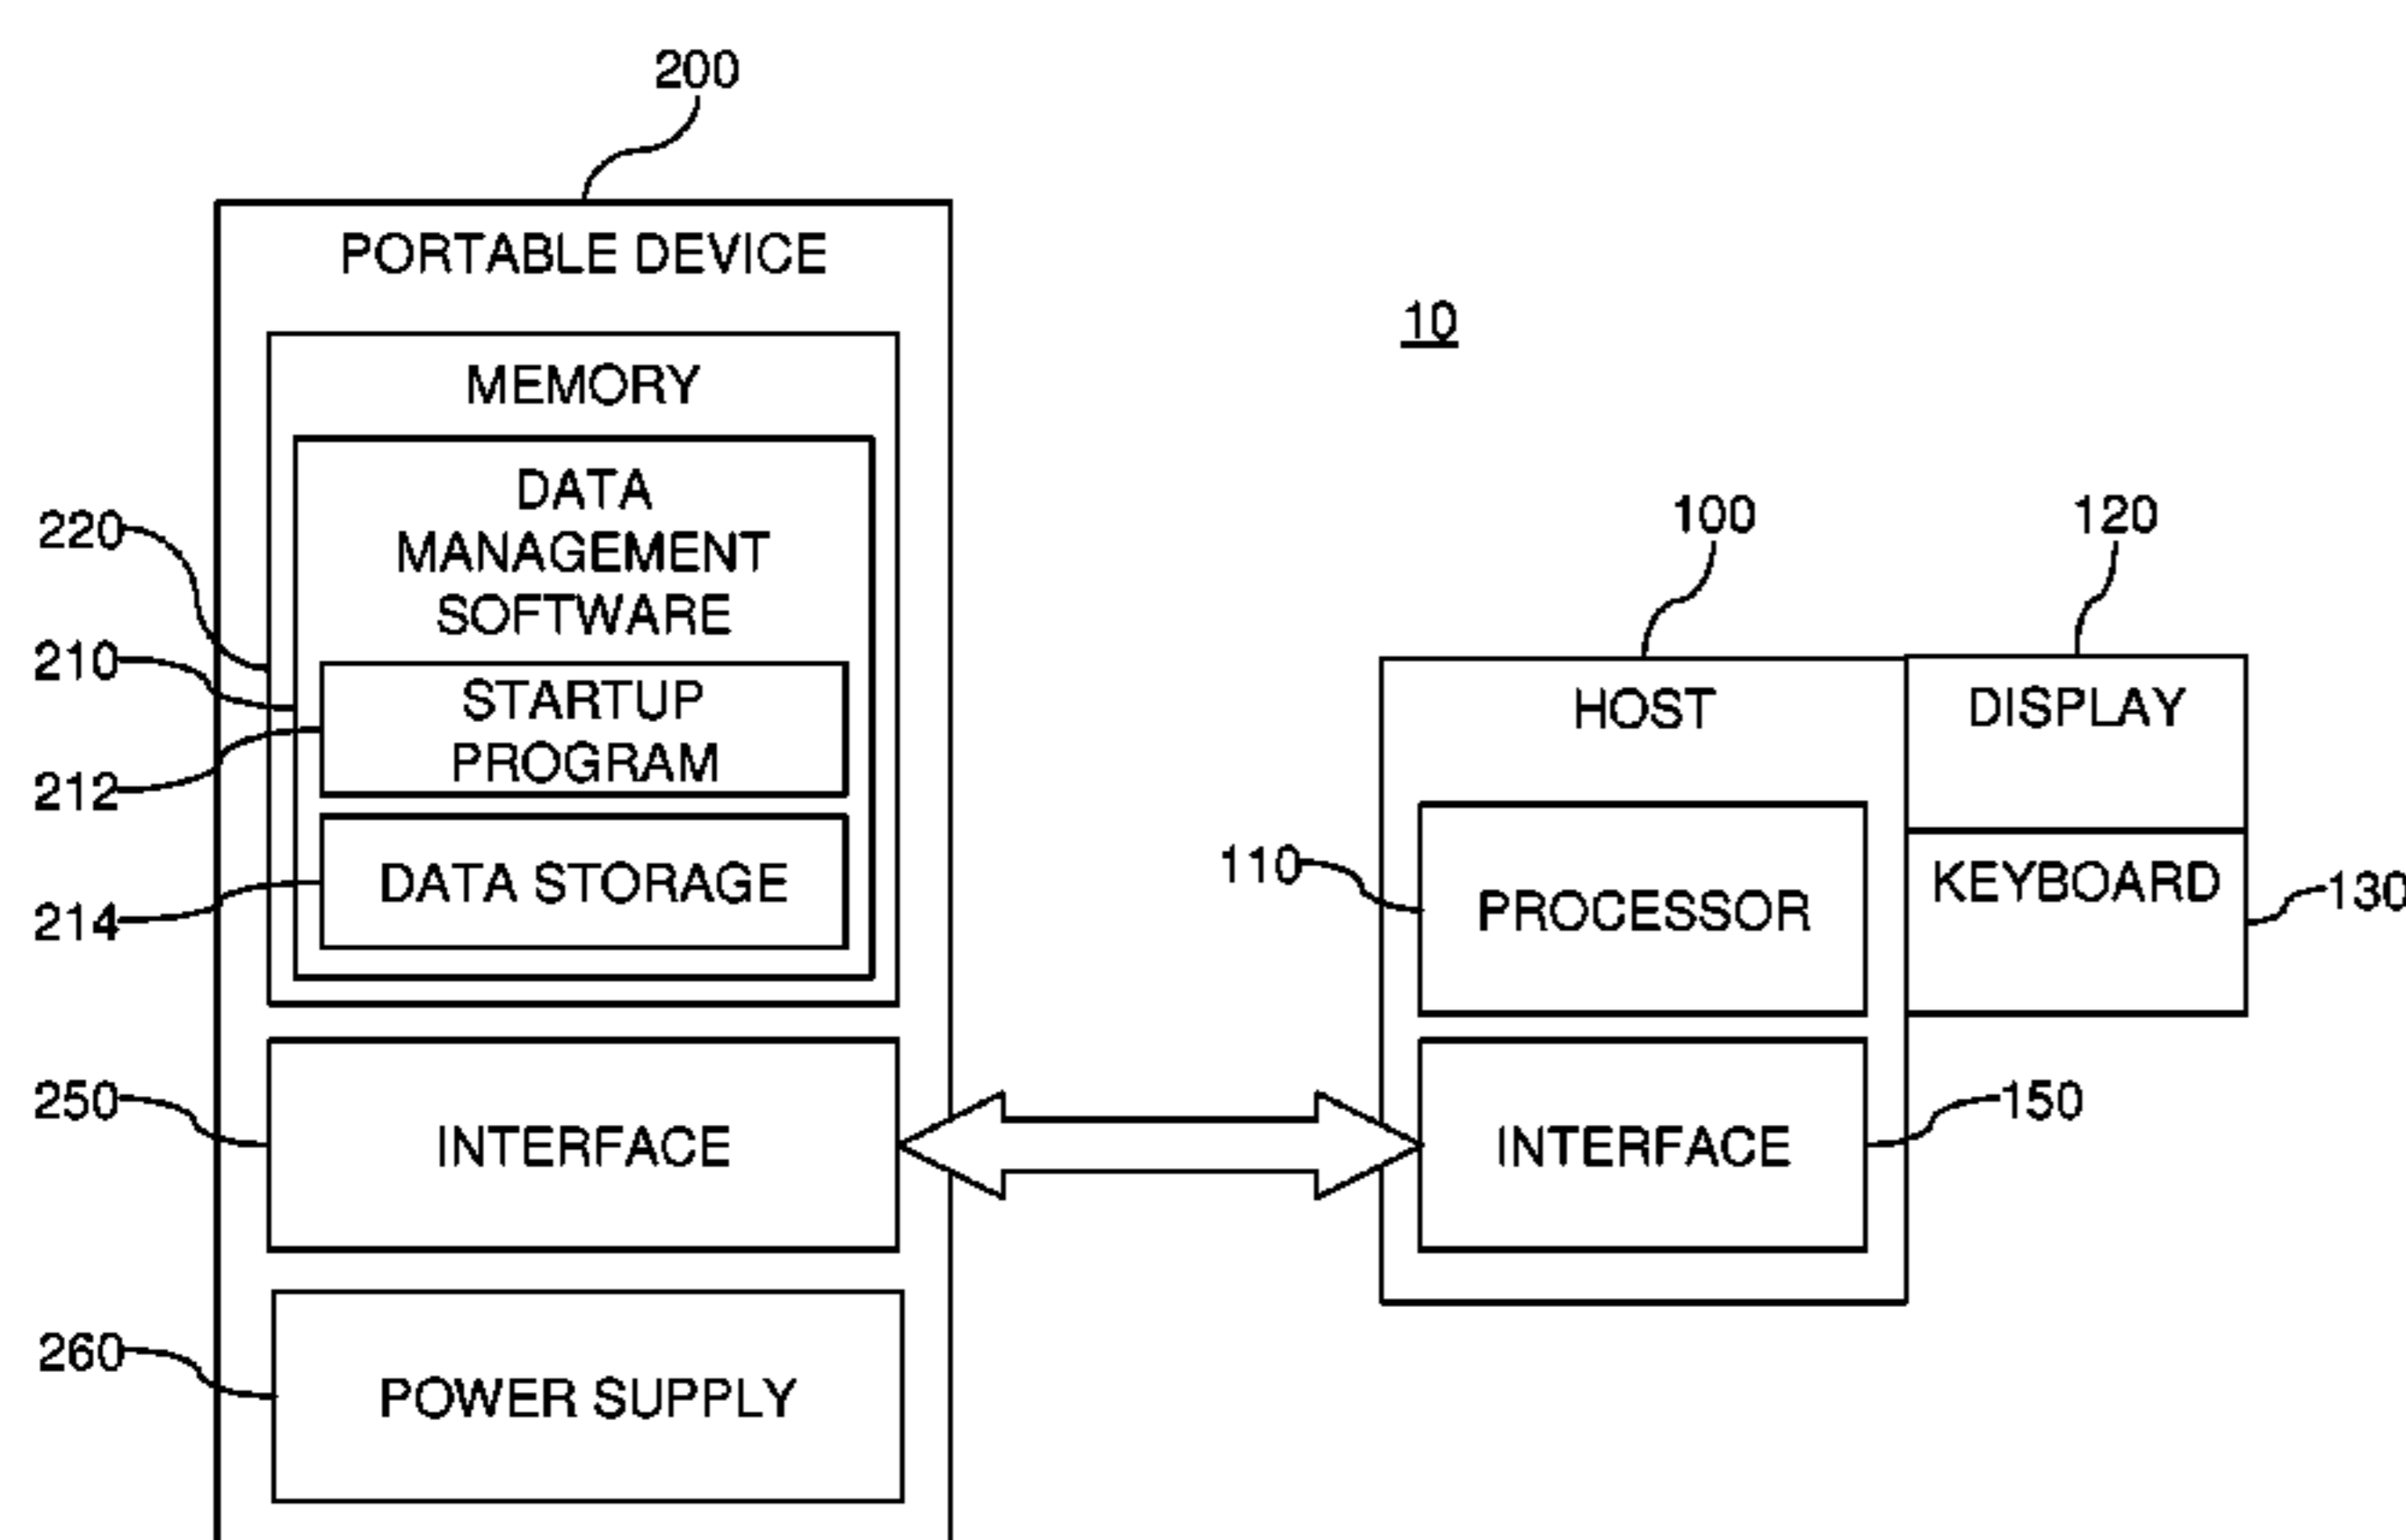 200
PORTABLE DEVICE
10
MEMORY
DATA
MANAGEMENT
SOFTWARE
220
210
STARTUP
PROGRAM
212
DATA STORAGE
214
100
120
HOST
DISPLAY
110
PROCESSOR
KEYBOARD
130
250
INTERFACE
INTERFACE
150
260
POWER SUPPLY